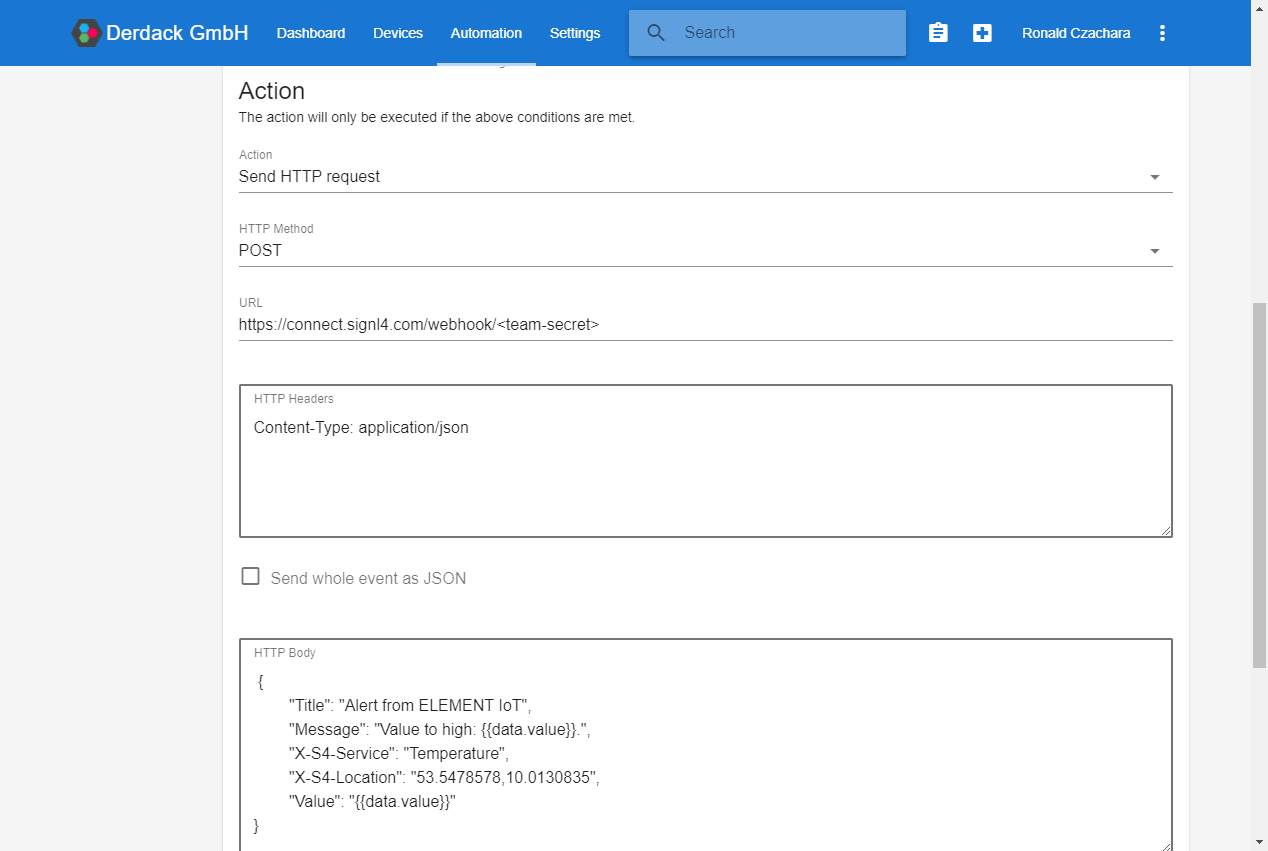 Derdack GmbH Dashboard Devices Automation Settings Search Ronald Czachara
Action
The action will only be executed if the above conditions are met.
Action
Send HTTP request
HTTP Method
POST
URL
https://connect.signl4.com/webhook/<team-secret>
HTTP Headers
Content-Type: application/json
Send whole event as JSON
HTTP Body
{
"Title": "Alert from ELEMENT IoT",
"Message": "Value to high: {{data.value}}.",
"X-S4-Service": "Temperature",
"X-S4-Location": "53.5478578,10.0130835",
"Value": "{{data.value}}"
}